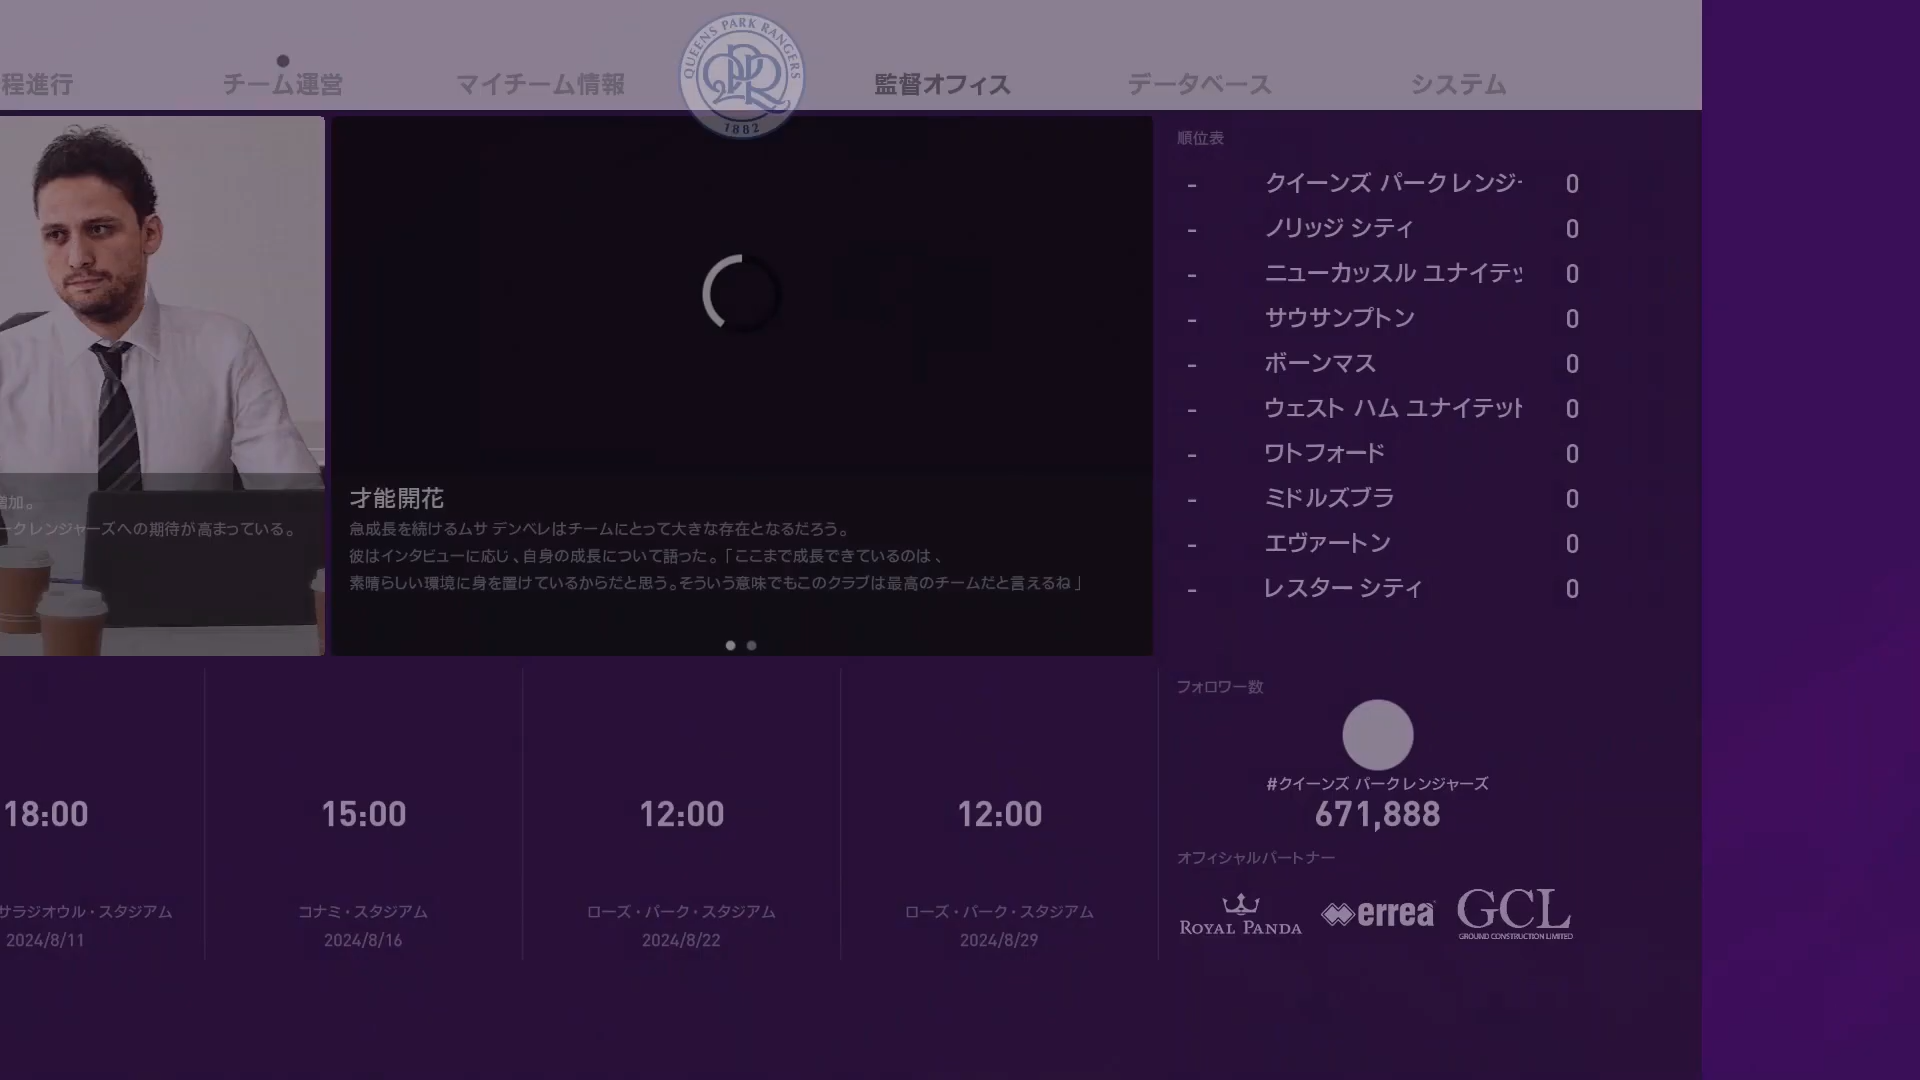 程進行
チーム運営
マイチーム情報
QUEENS PARK RANGERS
1882
監督オフィス
データベース
システム
増加。
ークレンジャーズへの期待が高まっている。
才能開花
急成長を続けるムサ デンベレはチームにとって大きな存在となるだろう。
彼はインタビューに応じ、自身の成長について語った。「ここまで成長できているのは、
素晴らしい環境に身を置けているからだと思う。そういう意味でもこのクラブは最高のチームだと言えるね」
順位表
- クイーンズ パークレンジャ 0
- ノリッジ シティ 0
- ニューカッスル ユナイテッ 0
- サウサンプトン 0
- ボーンマス 0
- ウェスト ハム ユナイテッド 0
- ワトフォード 0
- ミドルズブラ 0
- エヴァートン 0
- レスター シティ 0
18:00
サラジオウル・スタジアム
2024/8/11
15:00
コナミ・スタジアム
2024/8/16
12:00
ローズ・パーク・スタジアム
2024/8/22
12:00
ローズ・パーク・スタジアム
2024/8/29
フォロワー数
#クイーンズ パークレンジャーズ
671,888
オフィシャルパートナー
ROYAL PANDA
errea
GCL
GROUND CONSTRUCTION LIMITED